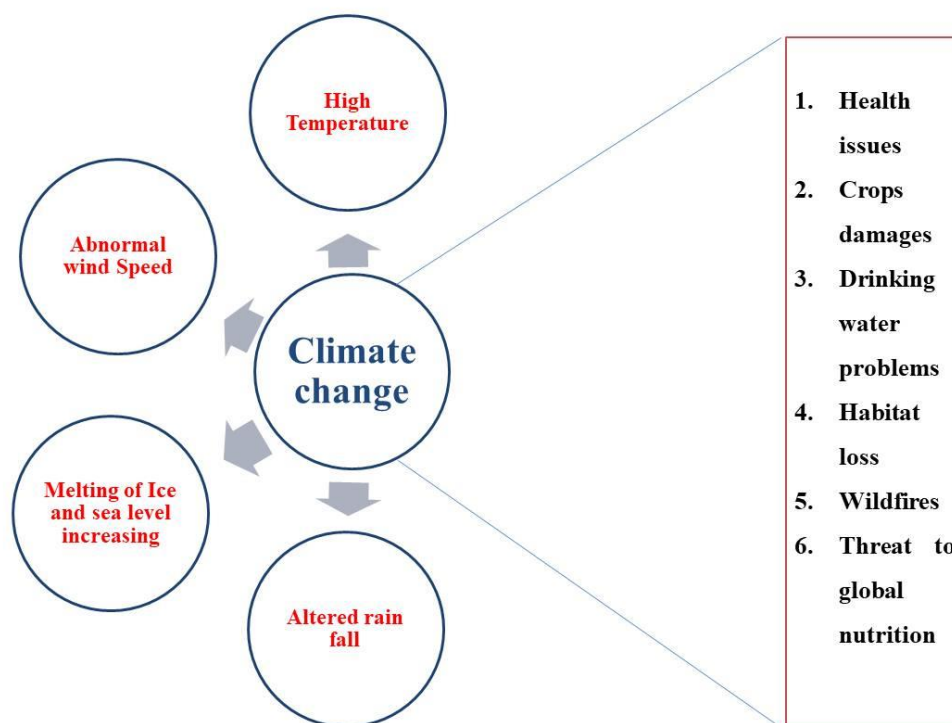 High
Temperature
Abnormal
wind Speed
Climate
change
Melting of Ice
and sea level
increasing
Altered rain
fall
1. Health
issues
2. Crops
damages
3. Drinking
water
problems
4. Habitat
loss
5. Wildfires
6. Threat to
global
nutrition